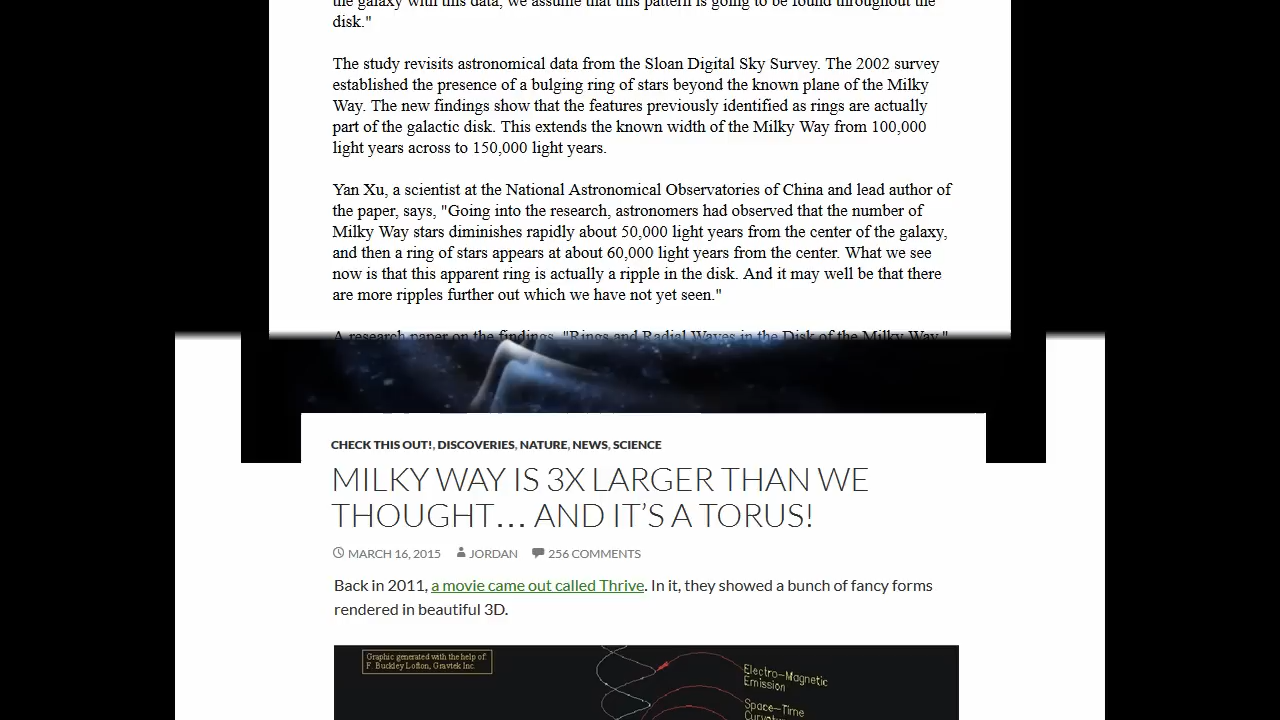 the galaxy with this data, we assume that this pattern is going to be found throughout the
disk."
The study revisits astronomical data from the Sloan Digital Sky Survey. The 2002 survey
established the presence of a bulging ring of stars beyond the known plane of the Milky
Way. The new findings show that the features previously identified as rings are actually
part of the galactic disk. This extends the known width of the Milky Way from 100,000
light years across to 150,000 light years.
Yan Xu, a scientist at the National Astronomical Observatories of China and lead author of
the paper, says, "Going into the research, astronomers had observed that the number of
Milky Way stars diminishes rapidly about 50,000 light years from the center of the galaxy,
and then a ring of stars appears at about 60,000 light years from the center. What we see
now is that this apparent ring is actually a ripple in the disk. And it may well be that there
are more ripples further out which we have not yet seen."
A research paper on the findings, "Rings and Radial Waves in the Disk of the Milky Way,"
CHECK THIS OUT!, DISCOVERIES, NATURE, NEWS, SCIENCE
MILKY WAY IS 3X LARGER THAN WE
THOUGHT… AND IT'S A TORUS!
MARCH 16, 2015 JORDAN 256 COMMENTS
Back in 2011, a movie came out called Thrive. In it, they showed a bunch of fancy forms
rendered in beautiful 3D.
Graphic generated with the help of:
F. Buckley Lofton, Gravtek Inc.
Electro-Magnetic
Emission
Space-Time